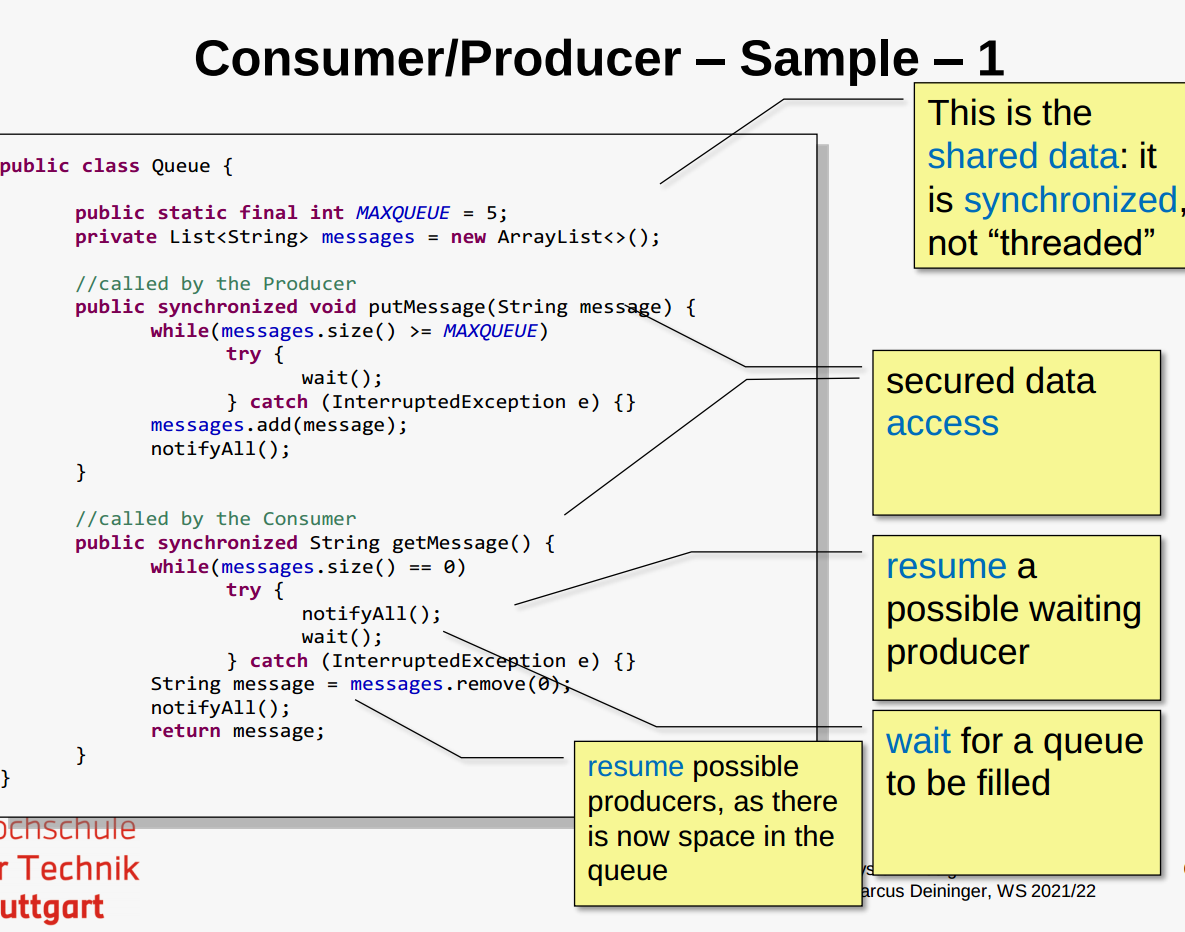 Consumer/Producer – Sample – 1
This is the
shared data: it
is synchronized,
not “threaded”
public class Queue {
public static final int MAXQUEUE = 5;
private List<String> messages = new ArrayList<>();
//called by the Producer
public synchronized void putMessage(String message) {
while(messages.size() >= MAXQUEUE)
try {
wait();
} catch (InterruptedException e) {}
messages.add(message);
notifyAll();
}
//called by the Consumer
public synchronized String getMessage() {
while(messages.size() == 0)
try {
notifyAll();
wait();
} catch (InterruptedException e) {}
String message = messages.remove(0);
notifyAll();
return message;
}
}
secured data
access
resume a
possible waiting
producer
wait for a queue
to be filled
resume possible
producers, as there
is now space in the
queue
ochschule
r Technik
uttgart
arcus Deininger, WS 2021/22